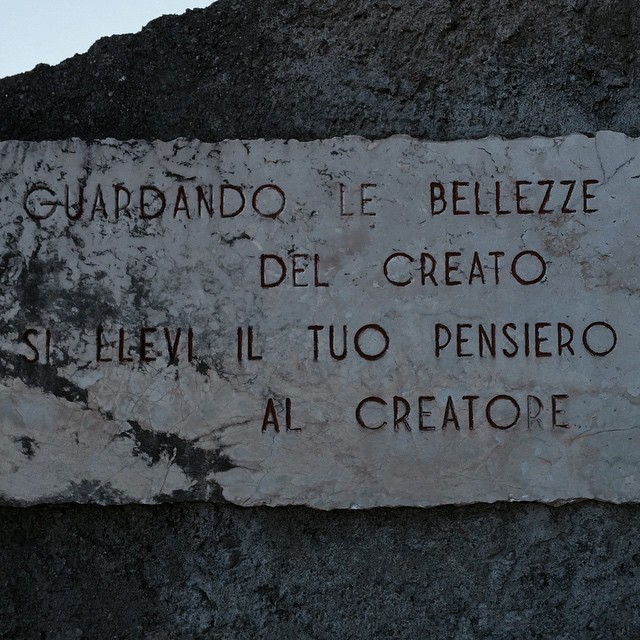 GUARDANDO LE BELLEZZE
DEL CREATO
SI ELEVI IL TUO PENSIERO
AL CREATORE